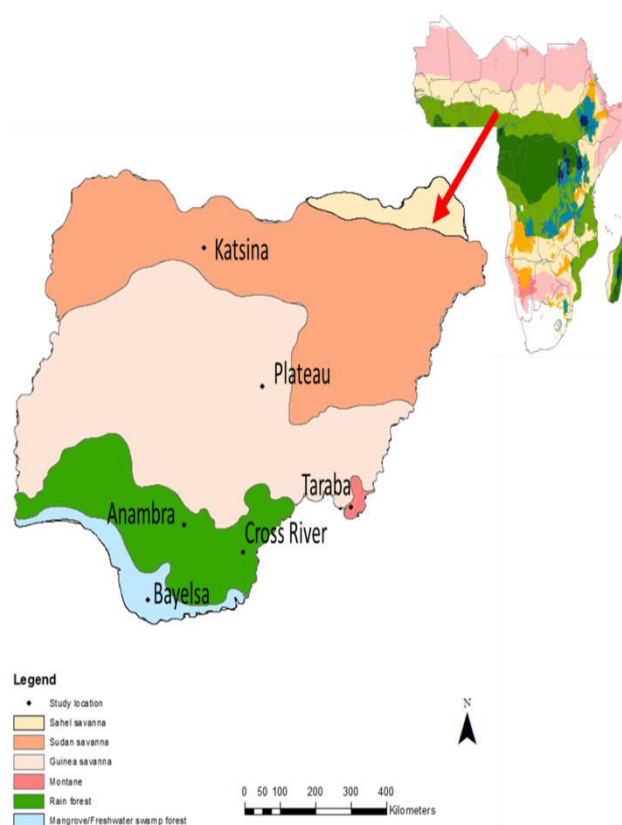 Katsina
Plateau
Taraba
Anambra
Cross River
Bayelsa
Legend
Study location
Sahel savanna
Sudan savanna
Guinea savanna
Montane
Rain forest
Mangrove/Freshwater swamp forest
N
0 50 100 200 300 400
Kilometers